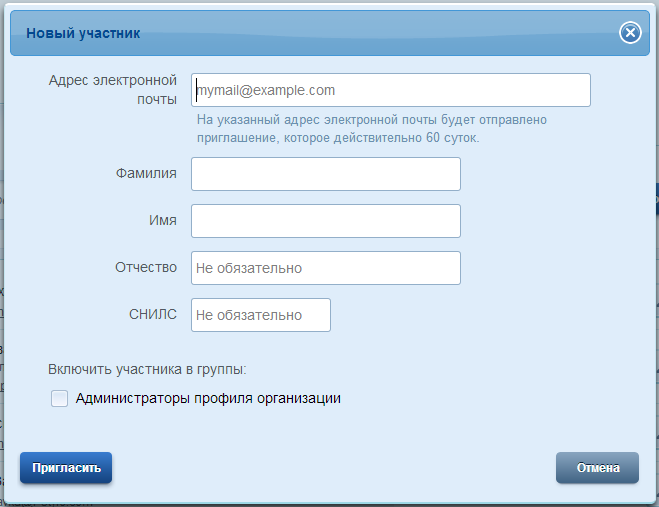 Новый участник
Адрес электронной
почты
mymail@example.com
На указанный адрес электронной почты будет отправлено
приглашение, которое действительно 60 суток.
Фамилия
Имя
Отчество
Не обязательно
СНИЛС
Не обязательно
Включить участника в группы:
Администраторы профиля организации
Пригласить
Отмена